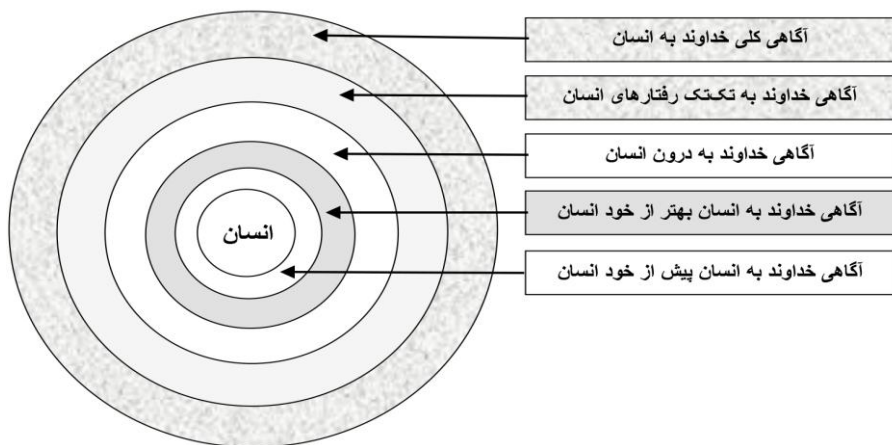 آگاهی کلی خداوند به انسان
آگاهی خداوند به تک‌تک رفتارهای انسان
آگاهی خداوند به درون انسان
آگاهی خداوند به انسان بهتر از خود انسان
آگاهی خداوند به انسان پیش از خود انسان
انسان